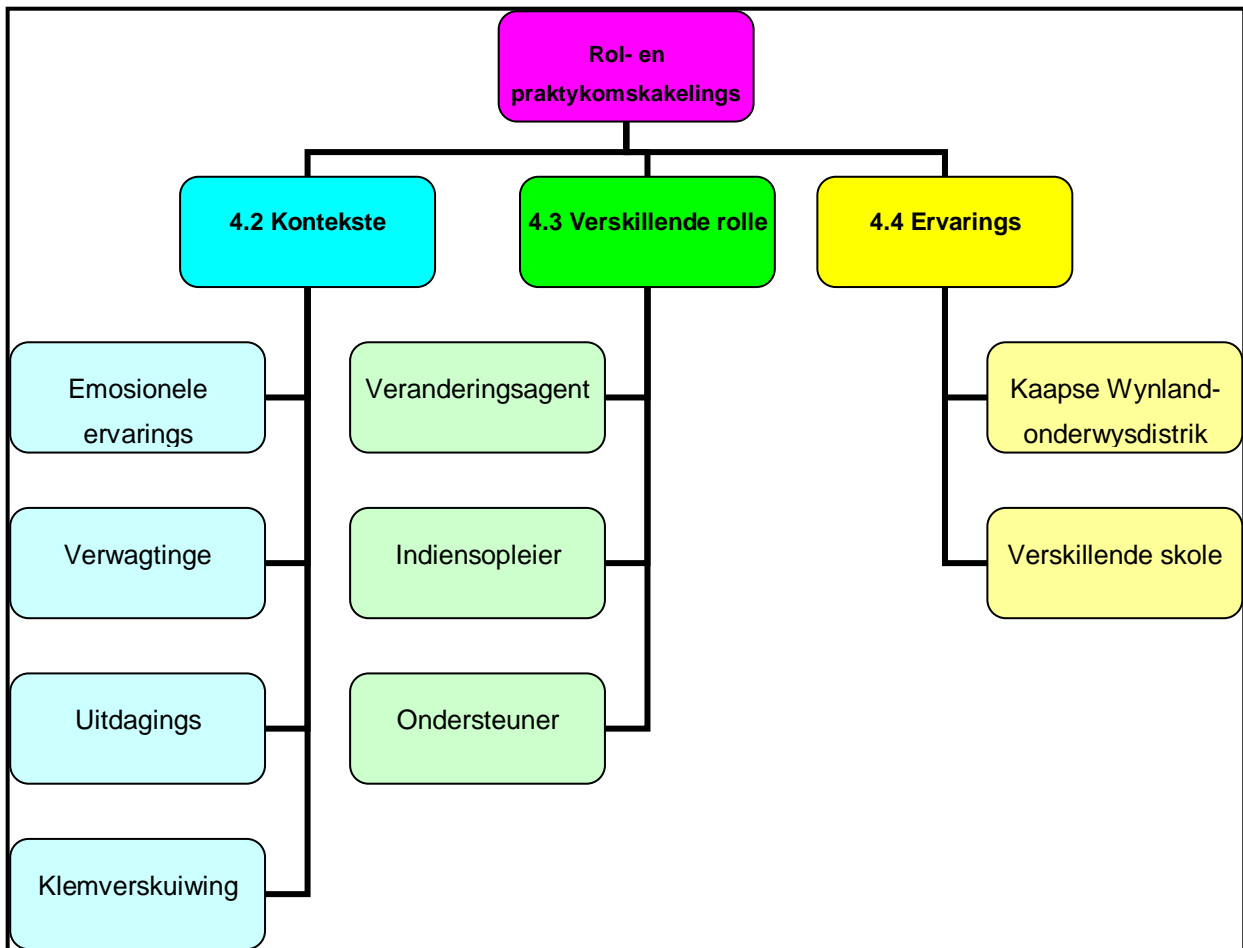 Rol- en
praktykomskakelings
4.2 Kontekste
4.3 Verskillende rolle
4.4 Ervarings
Emosionele
ervarings
Verwagtinge
Uitdagings
Klemverskuiwing
Veranderingsagent
Indiensopleier
Ondersteuner
Kaapse Wynland-
onderwysdistrik
Verskillende skole